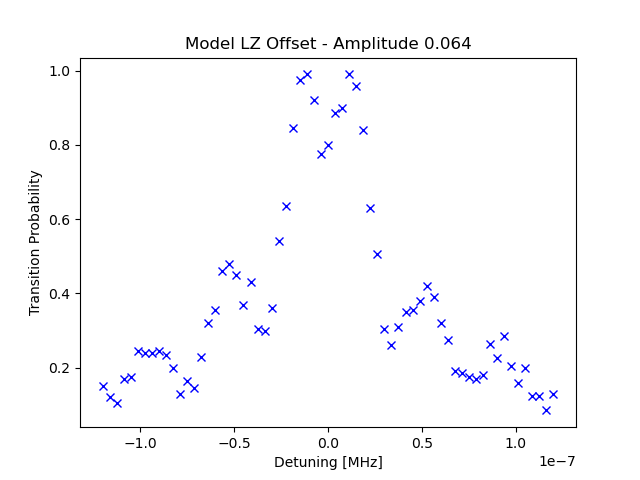 Model LZ Offset - Amplitude 0.064
Transition Probability
1.0
0.8
0.6
0.4
0.2
−1.0 −0.5 0.0 0.5 1.0
1e−7
Detuning [MHz]